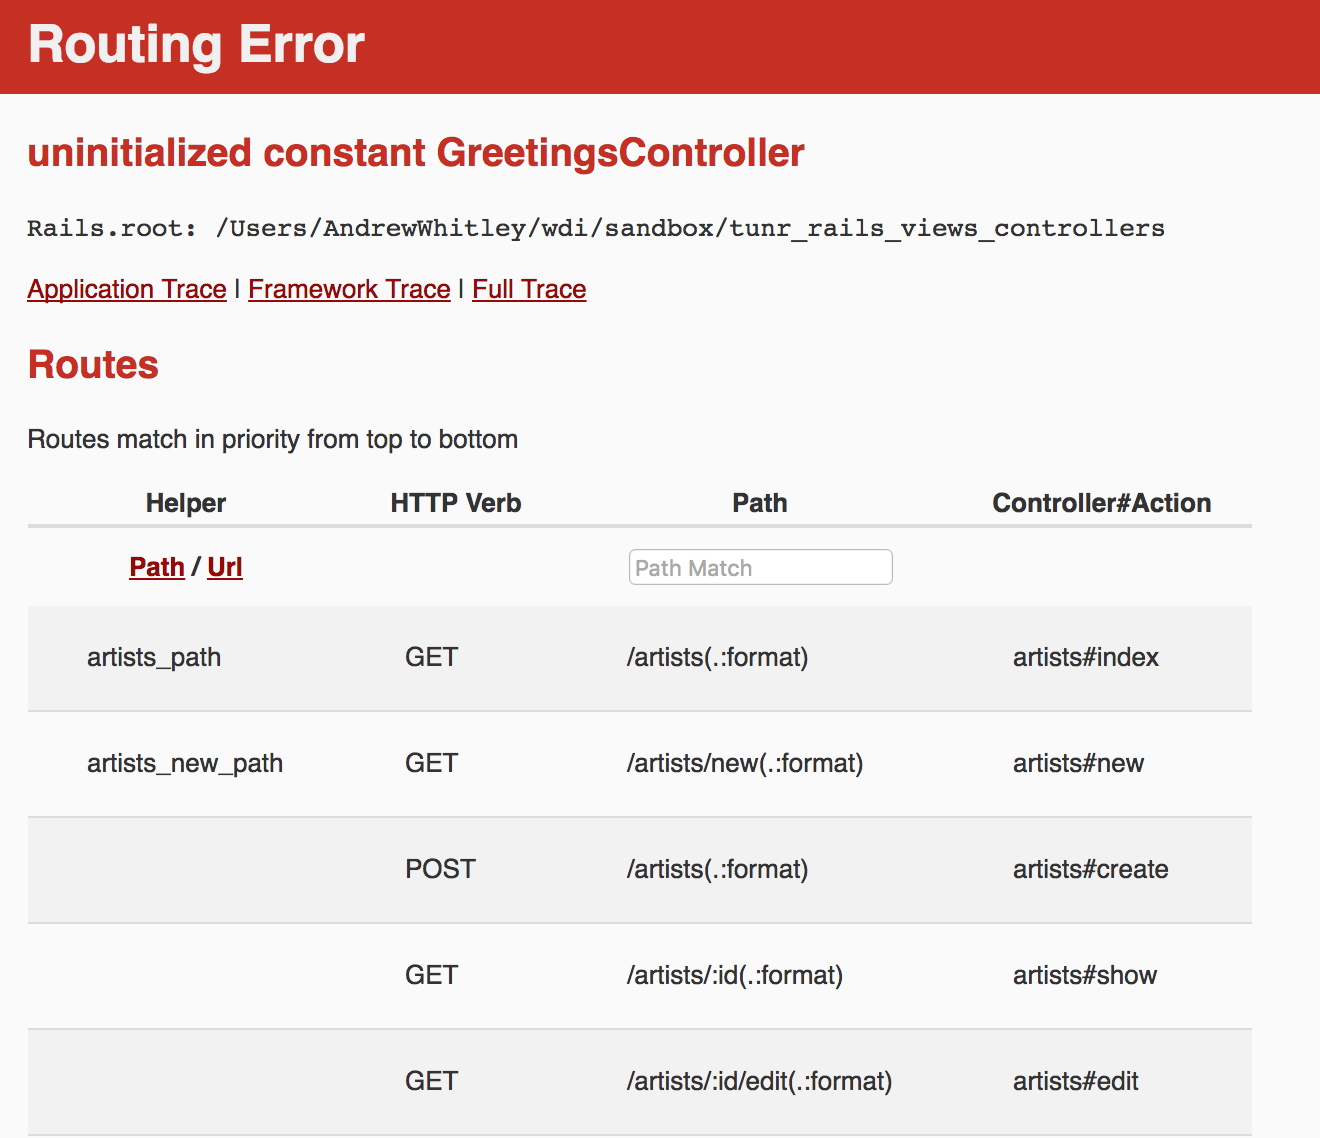 Routing Error
uninitialized constant GreetingsController
Rails.root: /Users/AndrewWhitley/wdi/sandbox/tunr_rails_views_controllers
Application Trace | Framework Trace | Full Trace
Routes
Routes match in priority from top to bottom
Helper HTTP Verb Path Controller#Action
Path / Url Path Match
artists_path GET /artists(.:format) artists#index
artists_new_path GET /artists/new(.:format) artists#new
POST /artists(.:format) artists#create
GET /artists/:id(.:format) artists#show
GET /artists/:id/edit(.:format) artists#edit